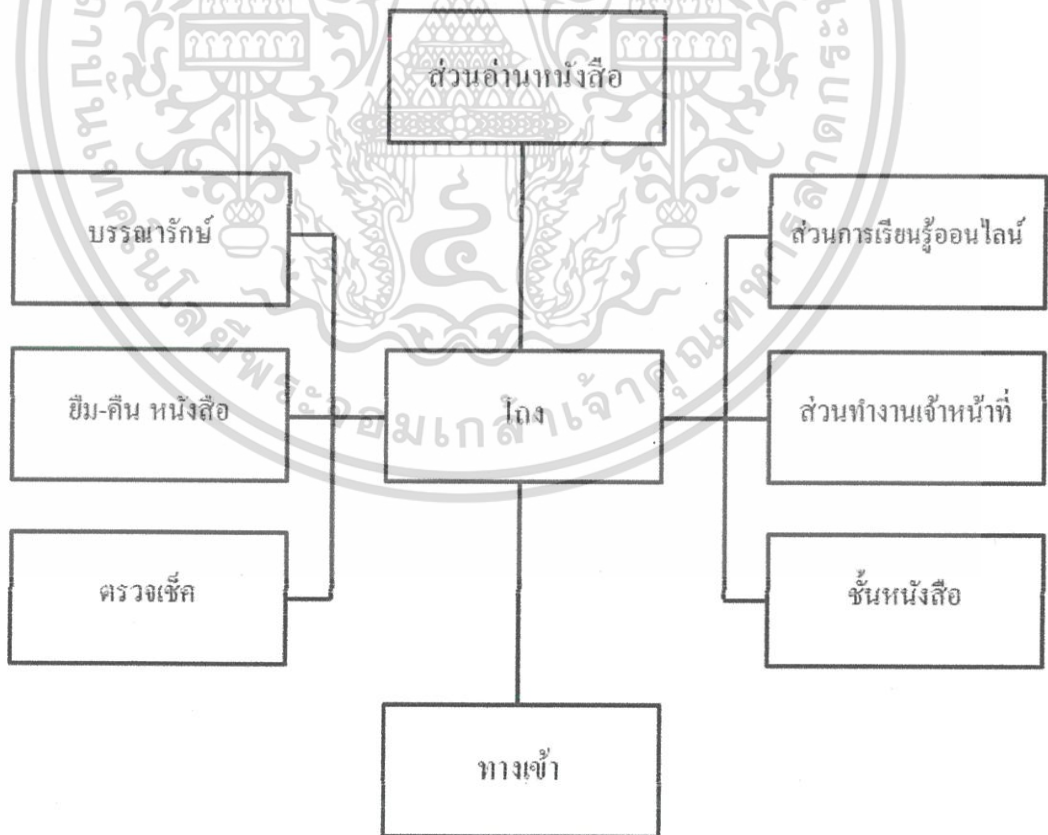 ส่วนอ่านหนังสือ
บรรณารักษ์
ส่วนการเรียนรู้ออนไลน์
ยืม-คืน หนังสือ
โถง
ส่วนทำงานเจ้าหน้าที่
ตรวจเช็ค
ชั้นหนังสือ
ทางเข้า